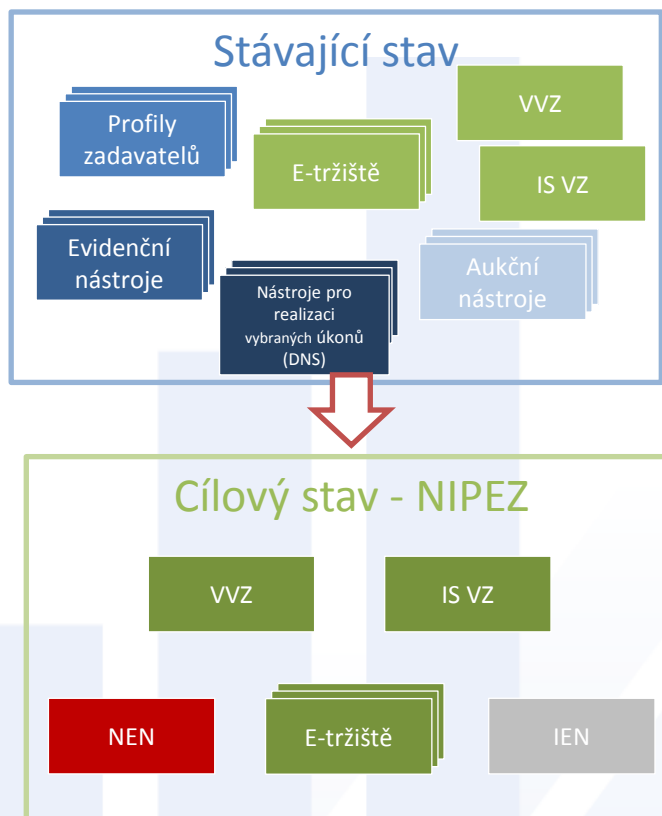 Stávající stav
Profily
zadavatelů
E-tržiště
VVZ
IS VZ
Evidenční
nástroje
Nástroje pro
realizaci
vybraných úkonů
(DNS)
Aukční
nástroje
Cílový stav - NIPEZ
VVZ
IS VZ
NEN
E-tržiště
IEN